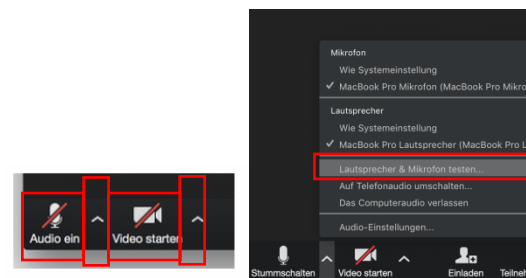 Audio ein
Video starten
Mikrofon
Wie Systemeinstellung
✓ MacBook Pro Mikrofon (MacBook Pro
Lautsprecher
Wie Systemeinstellung
✓ MacBook Pro Lautsprecher (MacBook Pro
Lautsprecher & Mikrofon testen...
Auf Telefonaudio umschalten...
Das Computeraudio verlassen
Audio-Einstellungen...
Stummschalten
Video starten
Einladen